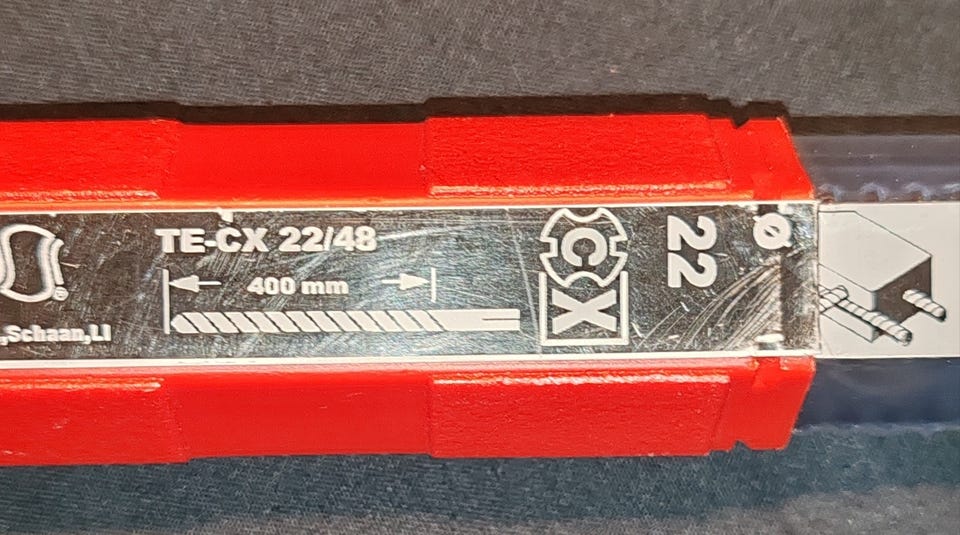 TE-CX 22/48
400 mm
,Schaan,LI
®
CX
Ø 22